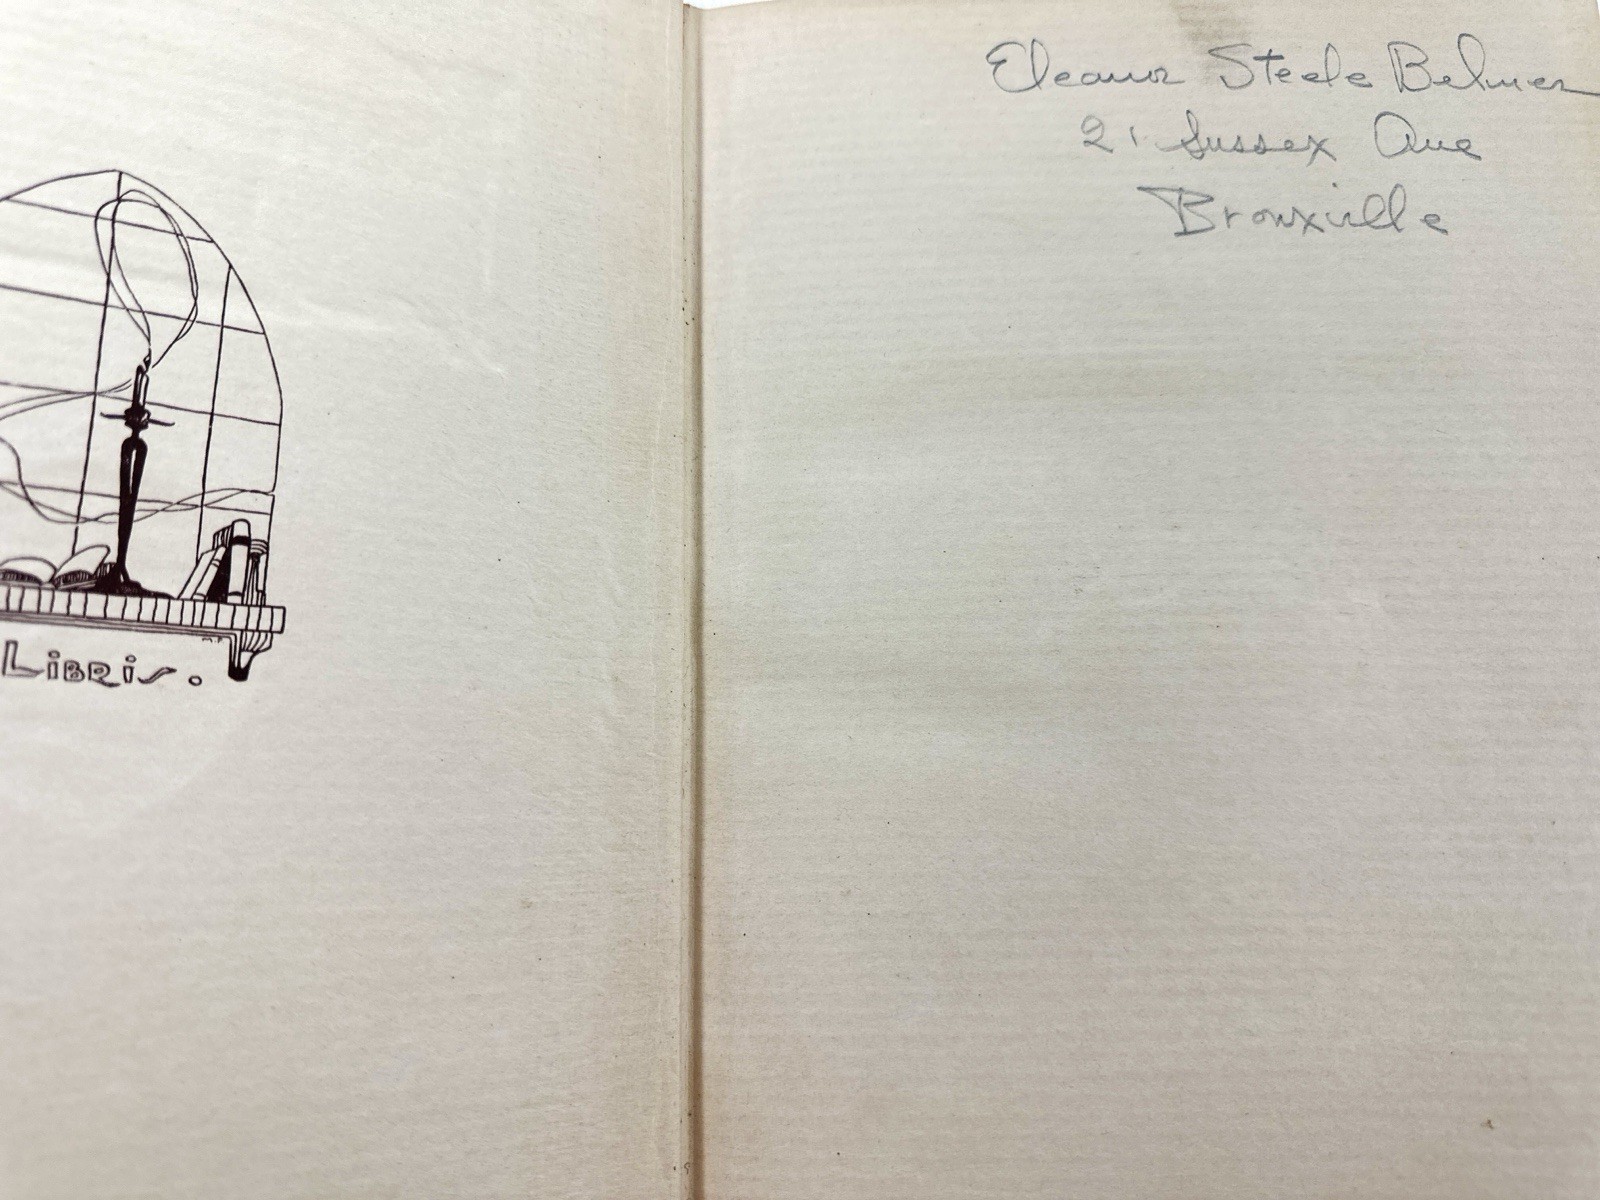 LIBRIS.
M.P.
Eleanor Steele Belmer
21 Sussex Ave
Bronxville